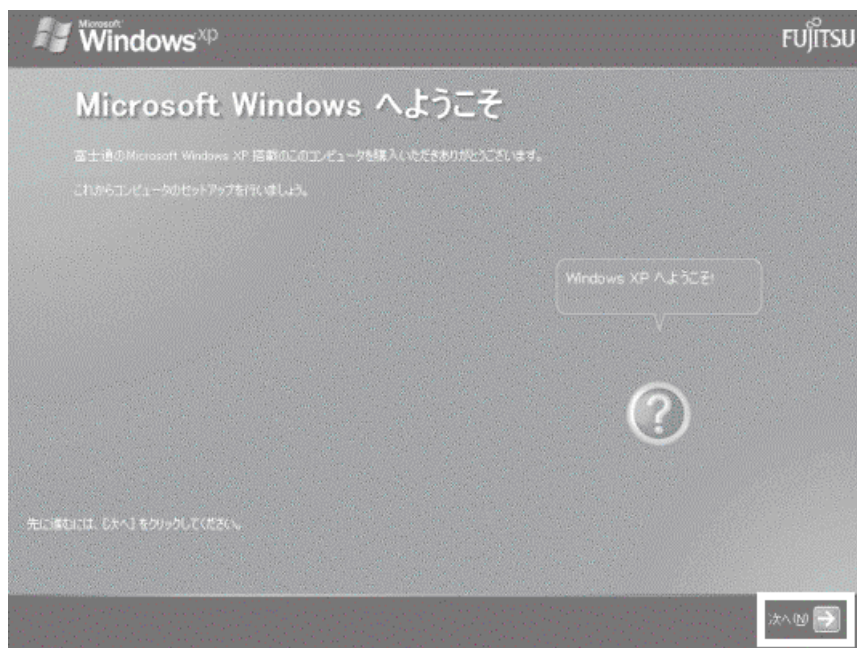 Microsoft
Windows xp
FUJITSU
Microsoft Windows へようこそ
富士通のMicrosoft Windows XP 搭載のこのコンピュータを購入いただきありがとうございます。
これからコンピュータのセットアップを行いましょう。
Windows XP へようこそ!
?
先に進むには、[次へ] をクリックしてください。
次へ(N)